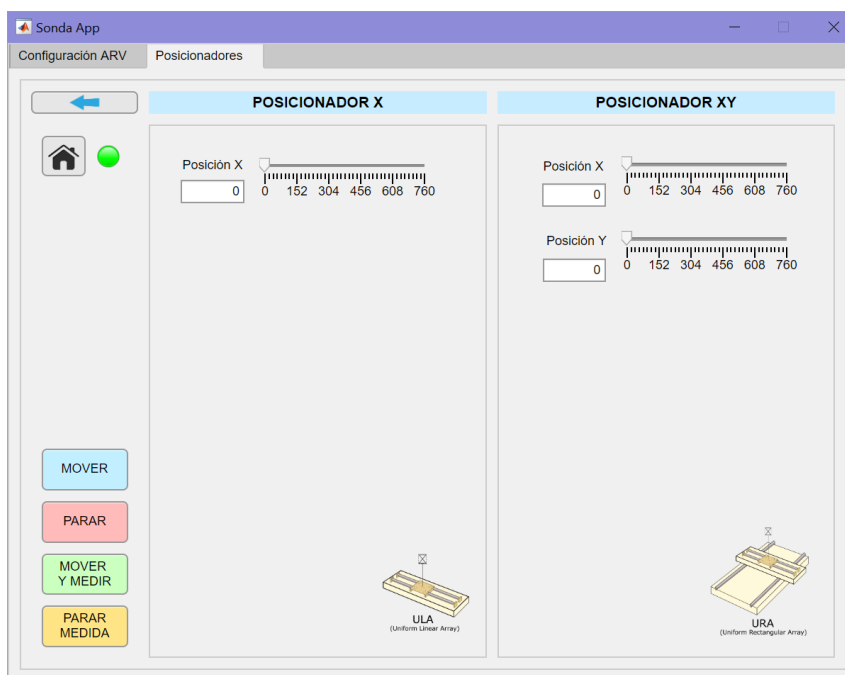 Sonda App
Configuración ARV
Posicionadores
POSICIONADOR X
POSICIONADOR XY
Posición X
0
0 152 304 456 608 760
Posición X
0
0 152 304 456 608 760
Posición Y
0
0 152 304 456 608 760
MOVER
PARAR
MOVER
Y MEDIR
PARAR
MEDIDA
ULA
(Uniform Linear Array)
URA
(Uniform Rectangular Array)